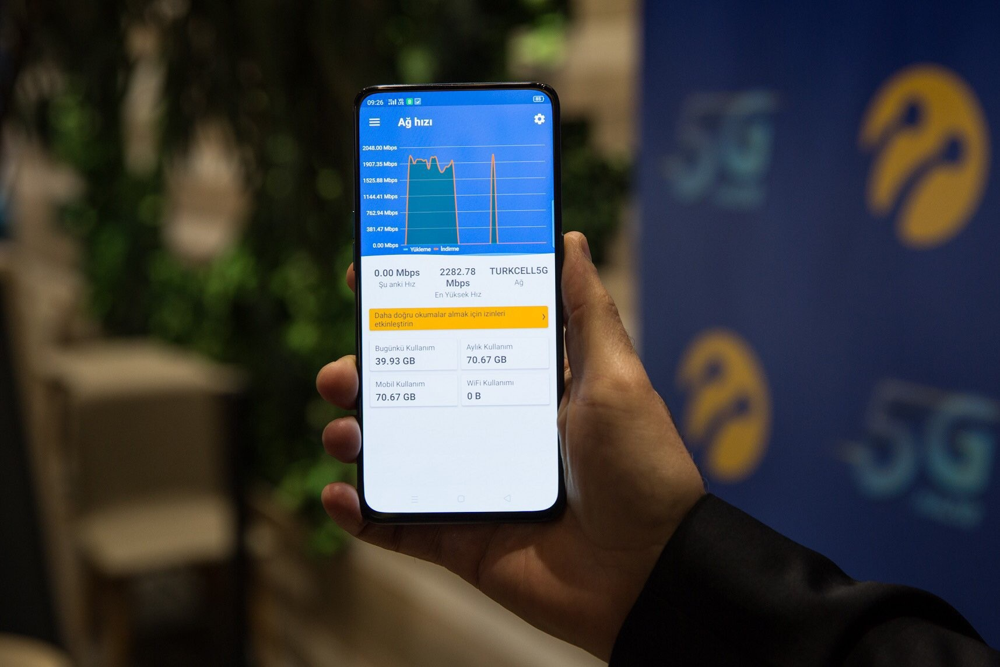 09:26
VO
LTE
85
Ağ hızı
2048.00 Mbps
1907.35 Mbps
1525.88 Mbps
1144.41 Mbps
762.94 Mbps
381.47 Mbps
0.00 Mbps
Yükleme İndirme
0.00 Mbps
Şu anki Hız
2282.78
Mbps
En Yüksek Hız
TURKCELL5G
Ağ
Daha doğru okumalar almak için izinleri
etkinleştirin
Bugünkü Kullanım
39.93 GB
Aylık Kullanım
70.67 GB
Mobil Kullanım
70.67 GB
WiFi Kullanımı
0 B
5G
5G